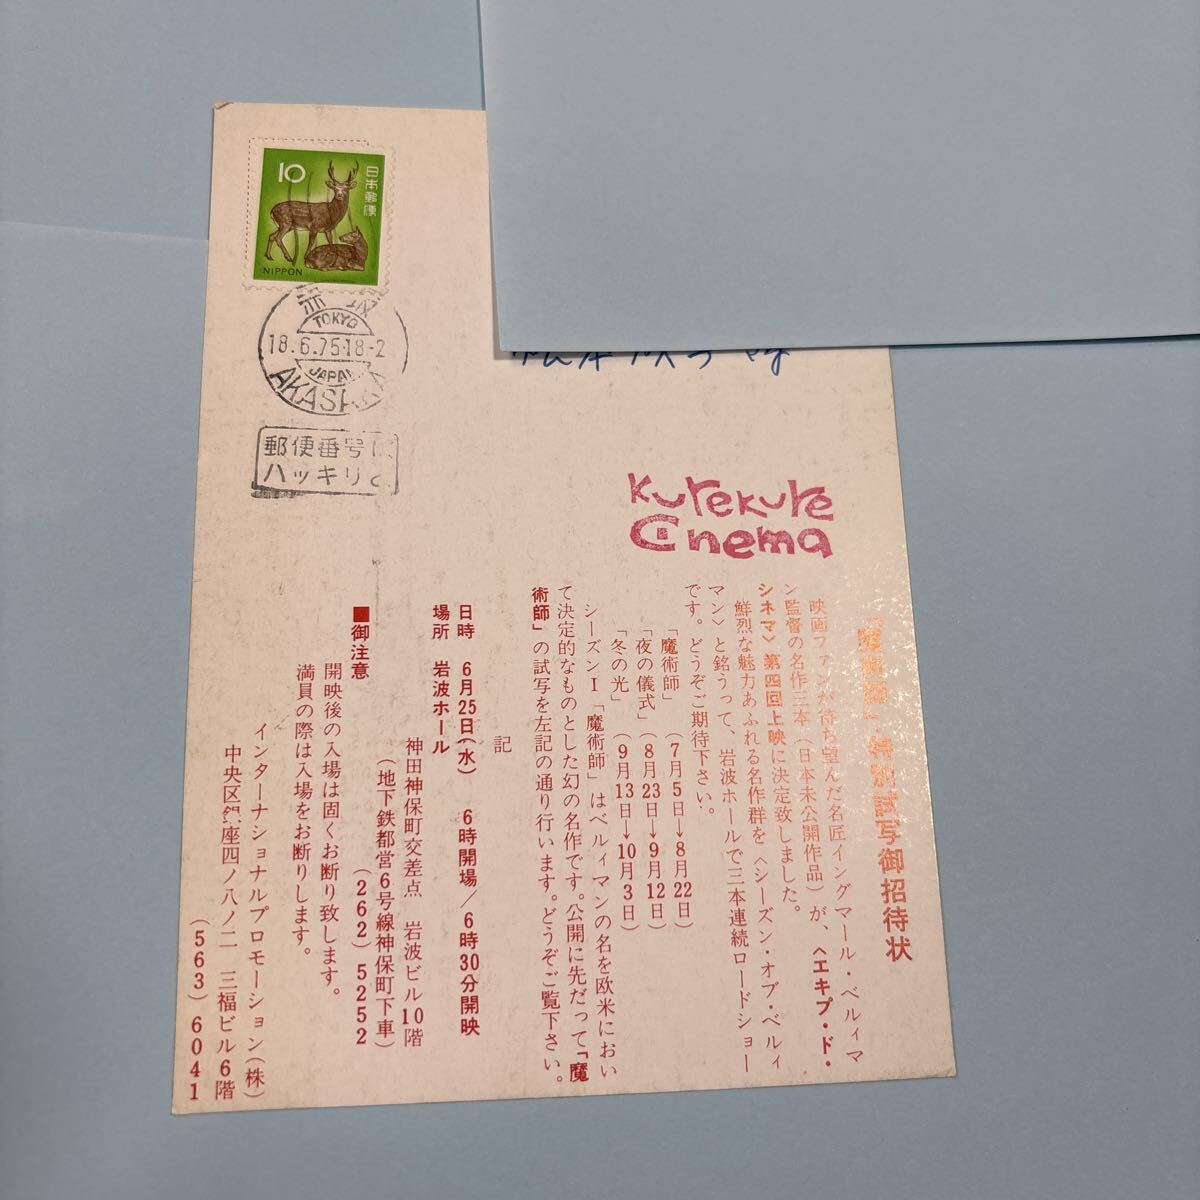 10
日本郵便
NIPPON
TOKYO
18.6.75.18-2
JAPAN
郵便番号は
ハッキリと
kurekure
Cinema
「魔術師」特別試写御招待状
映画ファンが待ち望んだ名匠イングマール・ベルイマ
ン監督の名作三本(日本未公開作品)が、〈エキプ・ド・
シネマ〉第四回上映に決定致しました。
鮮烈な魅力あふれる名作群を〈シーズン・オブ・ベルイ
マン〉と銘うって、岩波ホールで三本連続ロードショー
です。どうぞご期待下さい。
「魔術師」(7月5日→8月22日)
「夜の儀式」(8月23日→9月12日)
「冬の光」(9月13日→10月3日)
シーズンI「魔術師」はベルイマンの名を欧米におい
て決定的なものとした幻の名作です。公開に先だって「魔
術師」の試写を左記の通り行います。どうぞご覧下さい。
記
日時 6月25日(水) 6時開場/6時30分開映
場所 岩波ホール
神田神保町交差点 岩波ビル10階
(地下鉄都営6号線神保町下車)
(262)5252
■御注意
開映後の入場は固くお断り致します。
満員の際は入場をお断りします。
インターナショナルプロモーション(株)
中央区銀座四ノ八ノ二 三福ビル6階
(563)6041